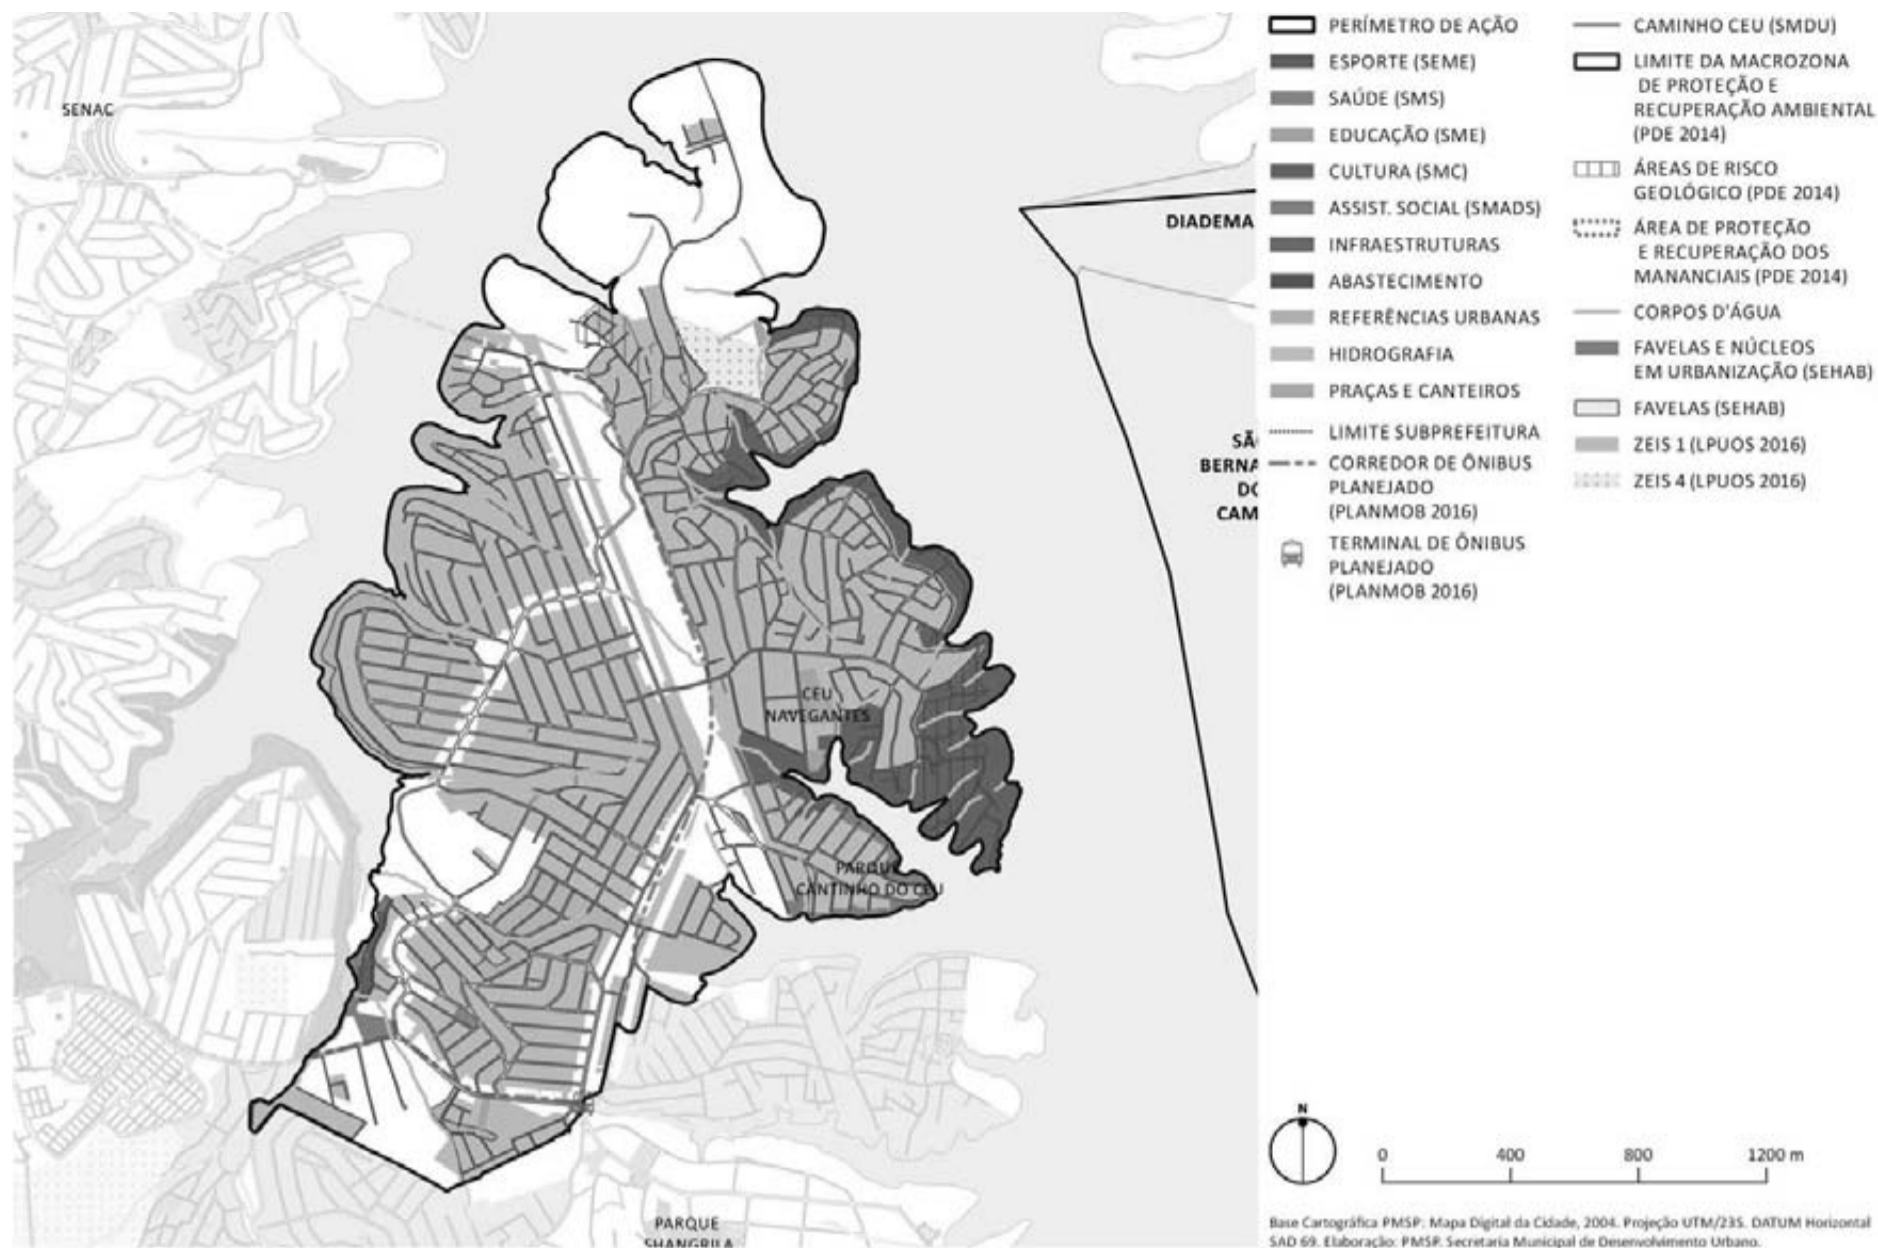 SENAC
DIADEMA
SÃ
BERNA
DO
CAM
CEU
NAVEGANTES
PARQUE
CANTINHO DO CEU
PARQUE
SHANGRILA
PERÍMETRO DE AÇÃO
ESPORTE (SEME)
SAÚDE (SMS)
EDUCAÇÃO (SME)
CULTURA (SMC)
ASSIST. SOCIAL (SMADS)
INFRAESTRUTURAS
ABASTECIMENTO
REFERÊNCIAS URBANAS
HIDROGRAFIA
PRAÇAS E CANTEIROS
LIMITE SUBPREFEITURA
CORREDOR DE ÔNIBUS
PLANEJADO
(PLANMOB 2016)
TERMINAL DE ÔNIBUS
PLANEJADO
(PLANMOB 2016)
CAMINHO CEU (SMDU)
LIMITE DA MACROZONA
DE PROTEÇÃO E
RECUPERAÇÃO AMBIENTAL
(PDE 2014)
ÁREAS DE RISCO
GEOLÓGICO (PDE 2014)
ÁREA DE PROTEÇÃO
E RECUPERAÇÃO DOS
MANANCIAIS (PDE 2014)
CORPOS D'ÁGUA
FAVELAS E NÚCLEOS
EM URBANIZAÇÃO (SEHAB)
FAVELAS (SEHAB)
ZEIS 1 (LPUOS 2016)
ZEIS 4 (LPUOS 2016)
N
0 400 800 1200 m
Base Cartográfica PMSP: Mapa Digital da Cidade, 2004. Projeção UTM/23S. DATUM Horizontal
SAD 69. Elaboração: PMSP. Secretaria Municipal de Desenvolvimento Urbano.